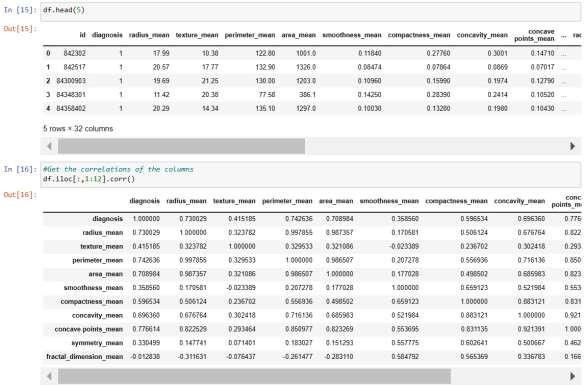 In [15]: df.head(5)
Out[15]:
id diagnosis radius_mean texture_mean perimeter_mean area_mean smoothness_mean compactness_mean concavity_mean concave points_mean ... rac
0 842302 1 17.99 10.38 122.80 1001.0 0.11840 0.27760 0.3001 0.14710 ...
1 842517 1 20.57 17.77 132.90 1326.0 0.08474 0.07864 0.0869 0.07017 ...
2 84300903 1 19.69 21.25 130.00 1203.0 0.10960 0.15990 0.1974 0.12790 ...
3 84348301 1 11.42 20.38 77.58 386.1 0.14250 0.28390 0.2414 0.10520 ...
4 84358402 1 20.29 14.34 135.10 1297.0 0.10030 0.13280 0.1980 0.10430 ...
5 rows × 32 columns
In [16]: #Get the correlations of the columns
df.iloc[:,1:12].corr()
Out[16]:
diagnosis radius_mean texture_mean perimeter_mean area_mean smoothness_mean compactness_mean concavity_mean conc points_m
diagnosis 1.000000 0.730029 0.415185 0.742636 0.708984 0.358560 0.596534 0.696360 0.776
radius_mean 0.730029 1.000000 0.323782 0.997855 0.987357 0.170581 0.506124 0.676764 0.822
texture_mean 0.415185 0.323782 1.000000 0.329533 0.321086 -0.023389 0.236702 0.302418 0.293
perimeter_mean 0.742636 0.997855 0.329533 1.000000 0.986507 0.207278 0.556936 0.716136 0.850
area_mean 0.708984 0.987357 0.321086 0.986507 1.000000 0.177028 0.498502 0.685983 0.823
smoothness_mean 0.358560 0.170581 -0.023389 0.207278 0.177028 1.000000 0.659123 0.521984 0.553
compactness_mean 0.596534 0.506124 0.236702 0.556936 0.498502 0.659123 1.000000 0.883121 0.831
concavity_mean 0.696360 0.676764 0.302418 0.716136 0.685983 0.521984 0.883121 1.000000 0.921
concave points_mean 0.776614 0.822529 0.293464 0.850977 0.823269 0.553695 0.831135 0.921391 1.000
symmetry_mean 0.330499 0.147741 0.071401 0.183027 0.151293 0.557775 0.602641 0.500667 0.462
fractal_dimension_mean -0.012838 -0.311631 -0.076437 -0.261477 -0.283110 0.584792 0.565369 0.336783 0.166